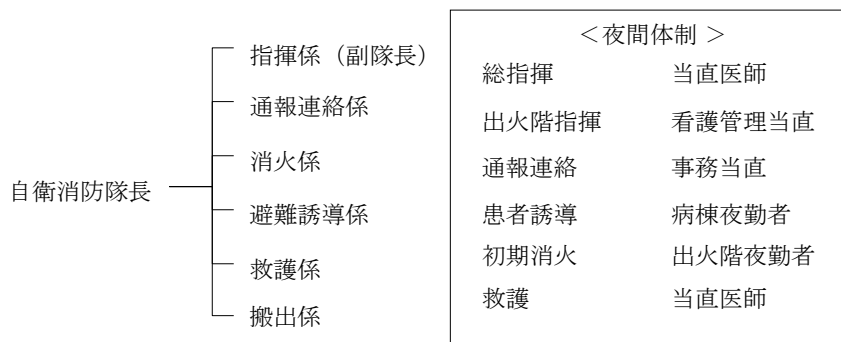 自衛消防隊長
指揮係（副隊長）
通報連絡係
消火係
避難誘導係
救護係
搬出係
＜夜間体制 ＞
総指揮 当直医師
出火階指揮 看護管理当直
通報連絡 事務当直
患者誘導 病棟夜勤者
初期消火 出火階夜勤者
救護 当直医師